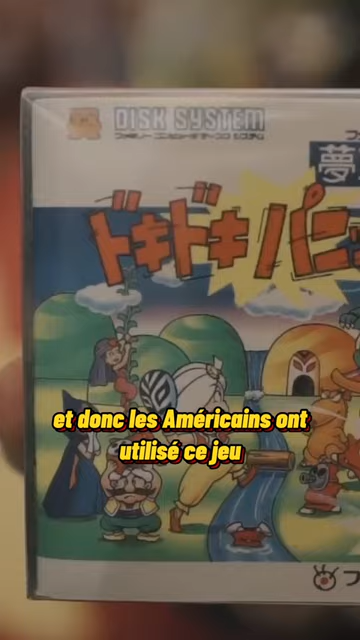 DISK SYSTEM
ファミリーコンピュータ ディスクシステム
夢
ドキドキパニ
et donc les Américains ont
utilisé ce jeu
フ